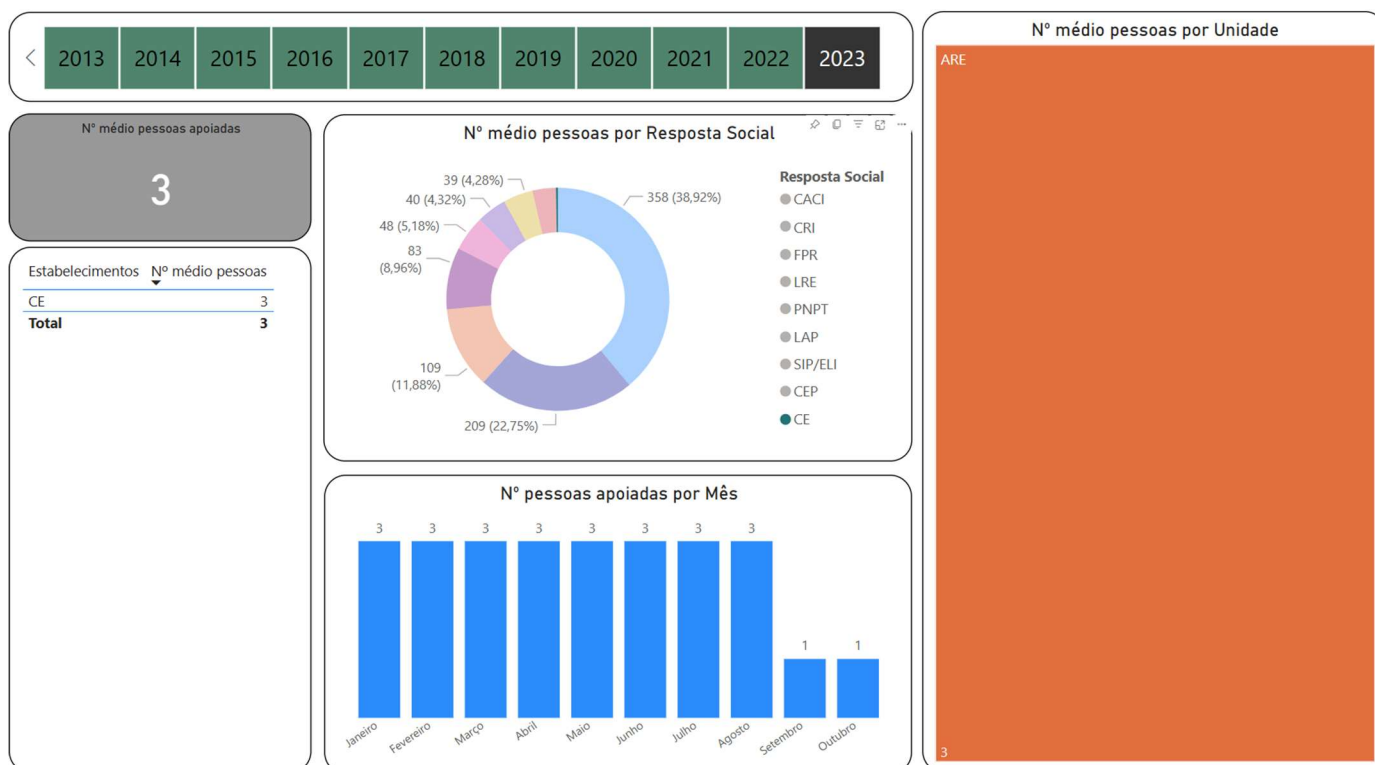 2013 2014 2015 2016 2017 2018 2019 2020 2021 2022 2023
Nº médio pessoas apoiadas
3
Estabelecimentos Nº médio pessoas
CE 3
Total 3
Nº médio pessoas por Resposta Social
39 (4,28%)
40 (4,32%)
48 (5,18%)
83
(8,96%)
109
(11,88%)
209 (22,75%)
358 (38,92%)
Resposta Social
CACI
CRI
FPR
LRE
PNPT
LAP
SIP/ELI
CEP
CE
Nº pessoas apoiadas por Mês
3 3 3 3 3 3 3 3 1 1
Janeiro Fevereiro Março Abril Maio Junho Julho Agosto Setembro Outubro
Nº médio pessoas por Unidade
ARE
3